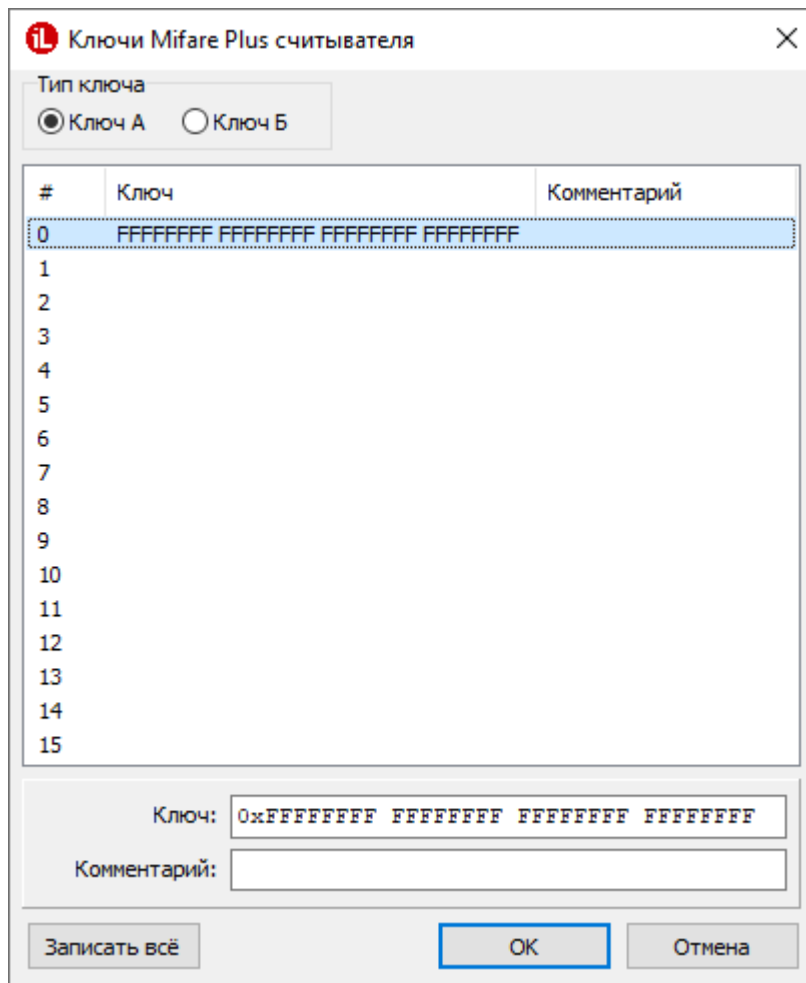 iL Ключи Mifare Plus считывателя
Тип ключа
Ключ А Ключ Б
# Ключ Комментарий
0 FFFFFFFF FFFFFFFF FFFFFFFF FFFFFFFF
1
2
3
4
5
6
7
8
9
10
11
12
13
14
15
Ключ: 0xFFFFFFFF FFFFFFFF FFFFFFFF FFFFFFFF
Комментарий:
Записать всё OK Отмена